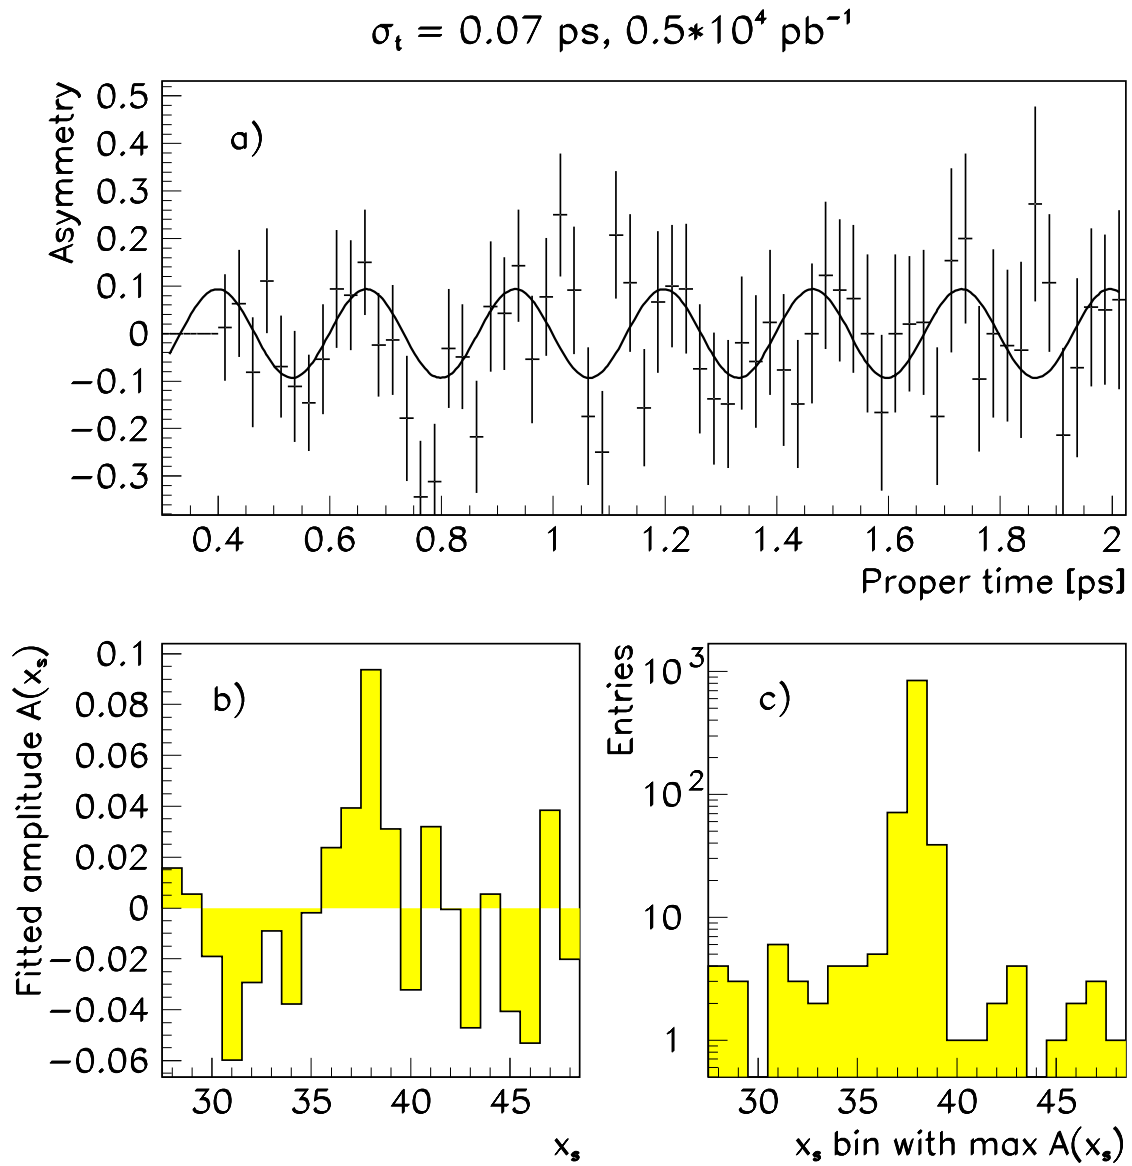 σt = 0.07 ps, 0.5*10⁴ pb⁻¹
a)
Asymmetry
0.5
0.4
0.3
0.2
0.1
0
−0.1
−0.2
−0.3
0.4 0.6 0.8 1 1.2 1.4 1.6 1.8 2
Proper time [ps]
b)
Fitted amplitude A(xs)
0.1
0.08
0.06
0.04
0.02
0
−0.02
−0.04
−0.06
30 35 40 45
xs
c)
Entries
10³
10²
10
1
30 35 40 45
xs bin with max A(xs)